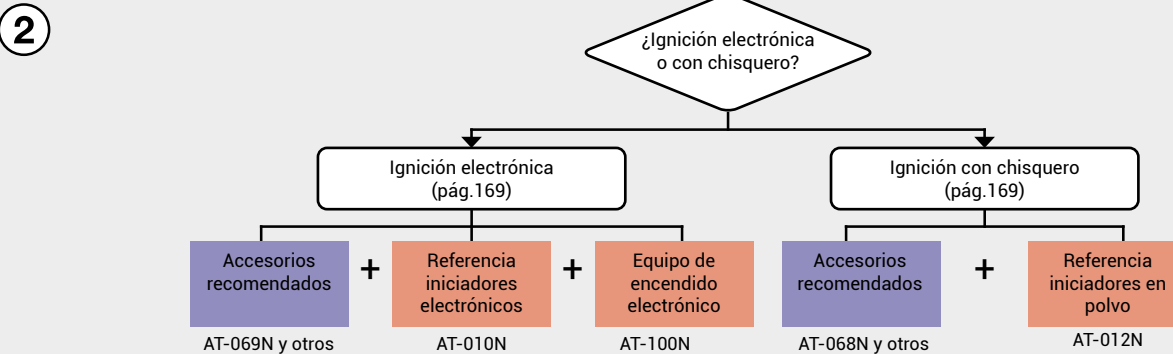 2
¿Ignición electrónica
o con chisquero?
Ignición electrónica
(pág.169)
Ignición con chisquero
(pág.169)
Accesorios
recomendados
+
Referencia
iniciadores
electrónicos
+
Equipo de
encendido
electrónico
Accesorios
recomendados
+
Referencia
iniciadores en
polvo
AT-069N y otros
AT-010N
AT-100N
AT-068N y otros
AT-012N